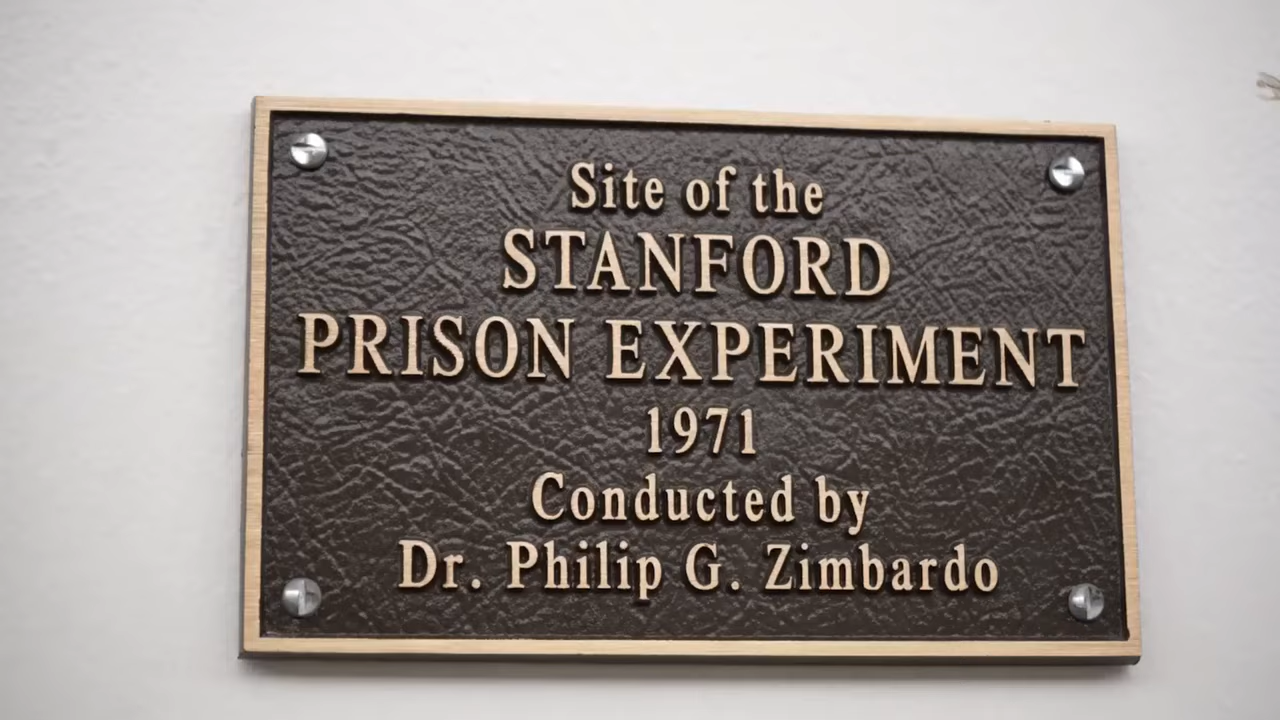 Site of the
STANFORD
PRISON EXPERIMENT
1971
Conducted by
Dr. Philip G. Zimbardo